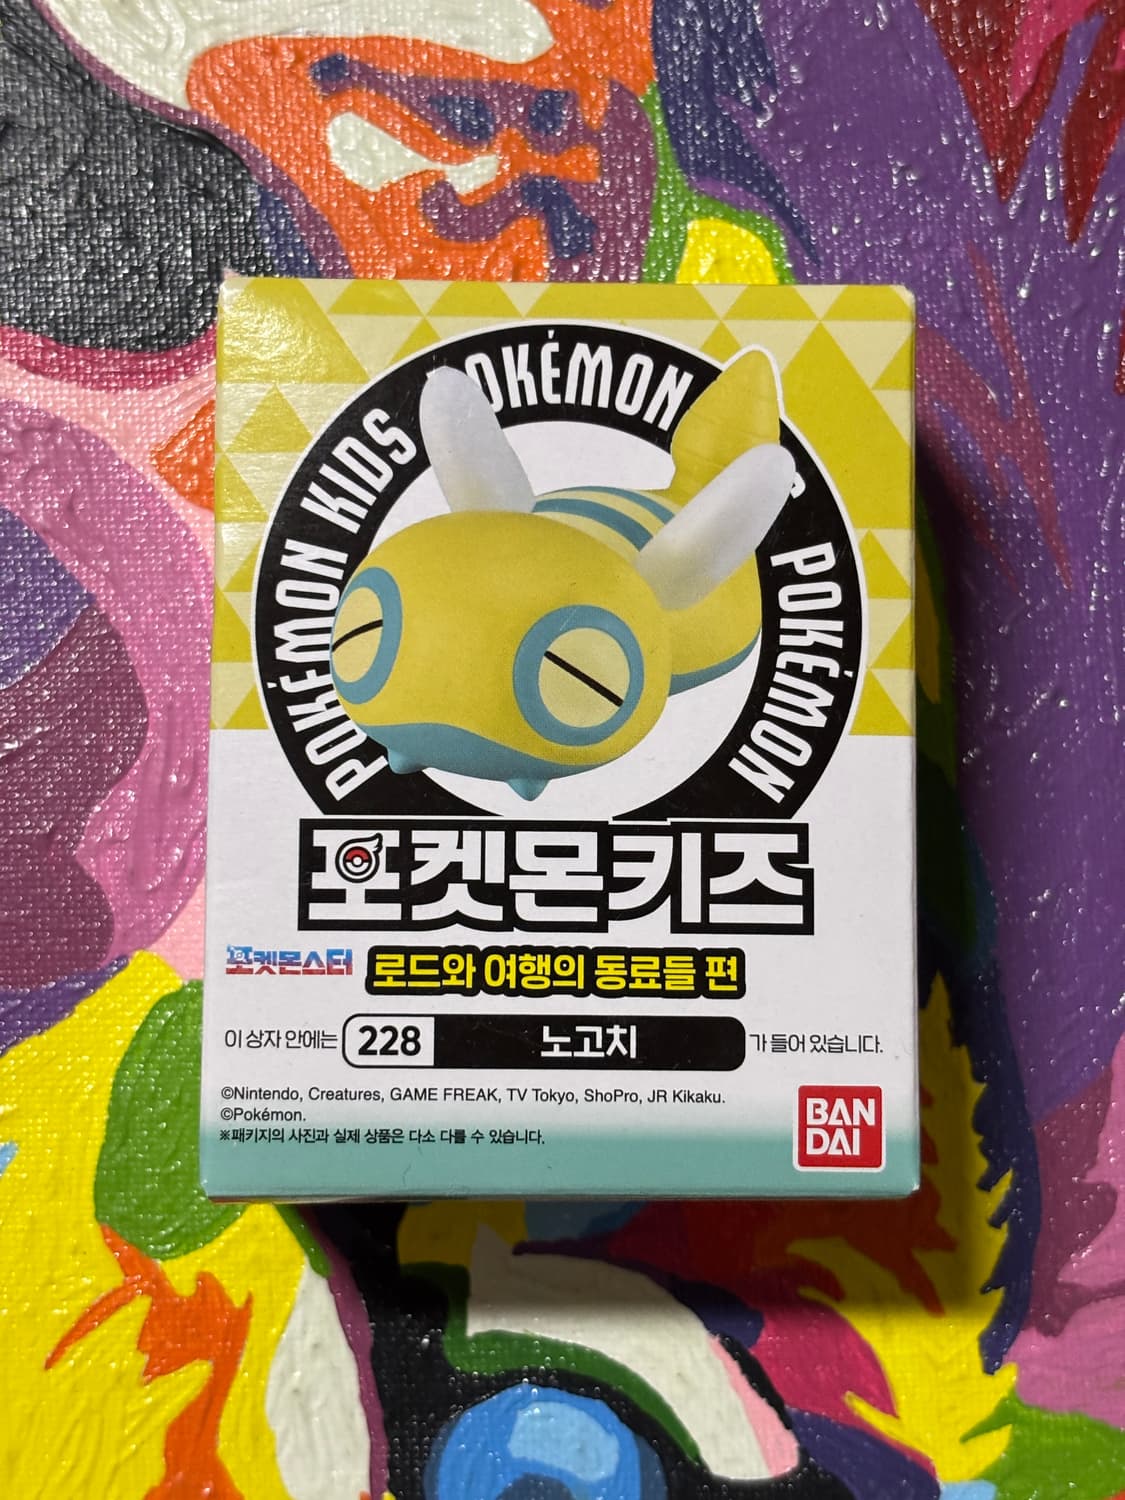 POKÉMON KIDS
POKÉMON
POKÉMON
포켓몬키즈
포켓몬스터
로드와 여행의 동료들 편
이 상자 안에는 228 노고치 가 들어 있습니다.
©Nintendo, Creatures, GAME FREAK, TV Tokyo, ShoPro, JR Kikaku.
©Pokémon.
※패키지의 사진과 실제 상품은 다소 다를 수 있습니다.
BAN
DAI